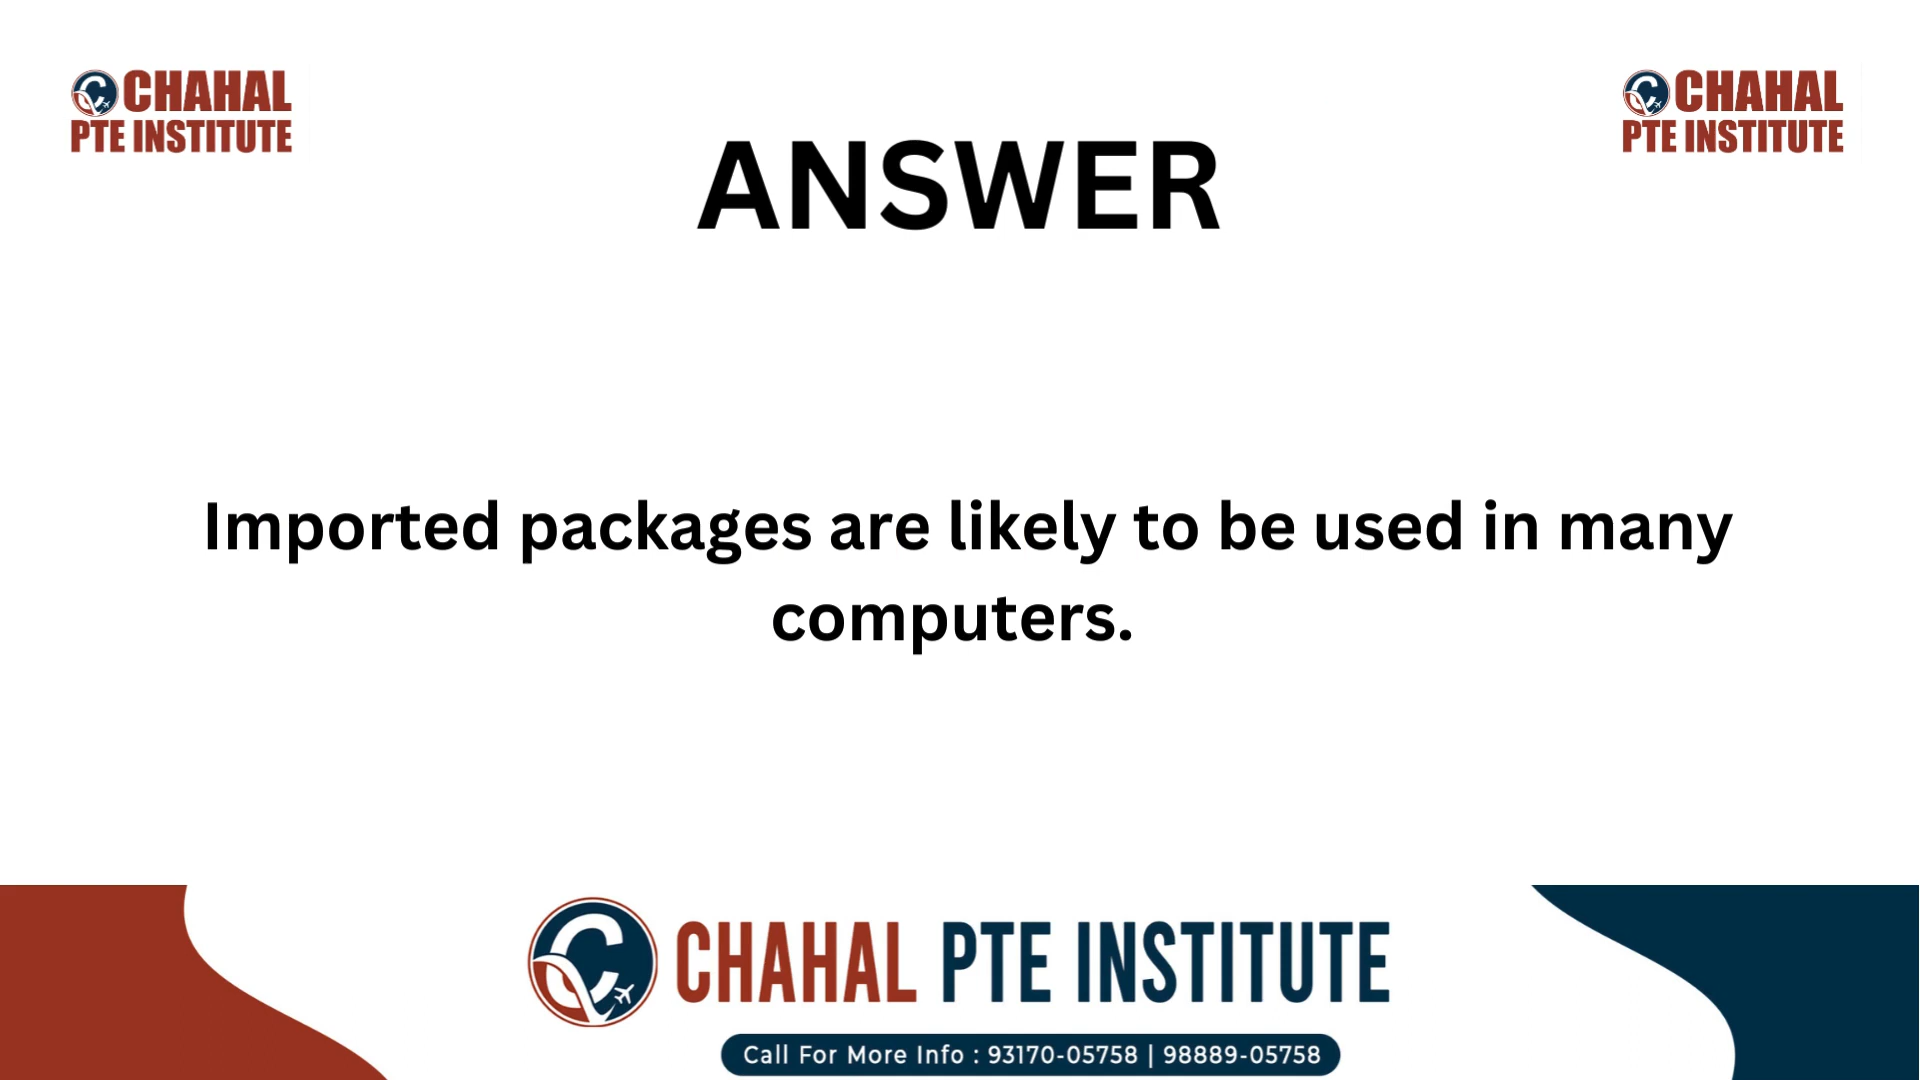 CHAHAL
PTE INSTITUTE
CHAHAL
PTE INSTITUTE
ANSWER
Imported packages are likely to be used in many
computers.
CHAHAL PTE INSTITUTE
Call For More Info : 93170-05758 | 98889-05758